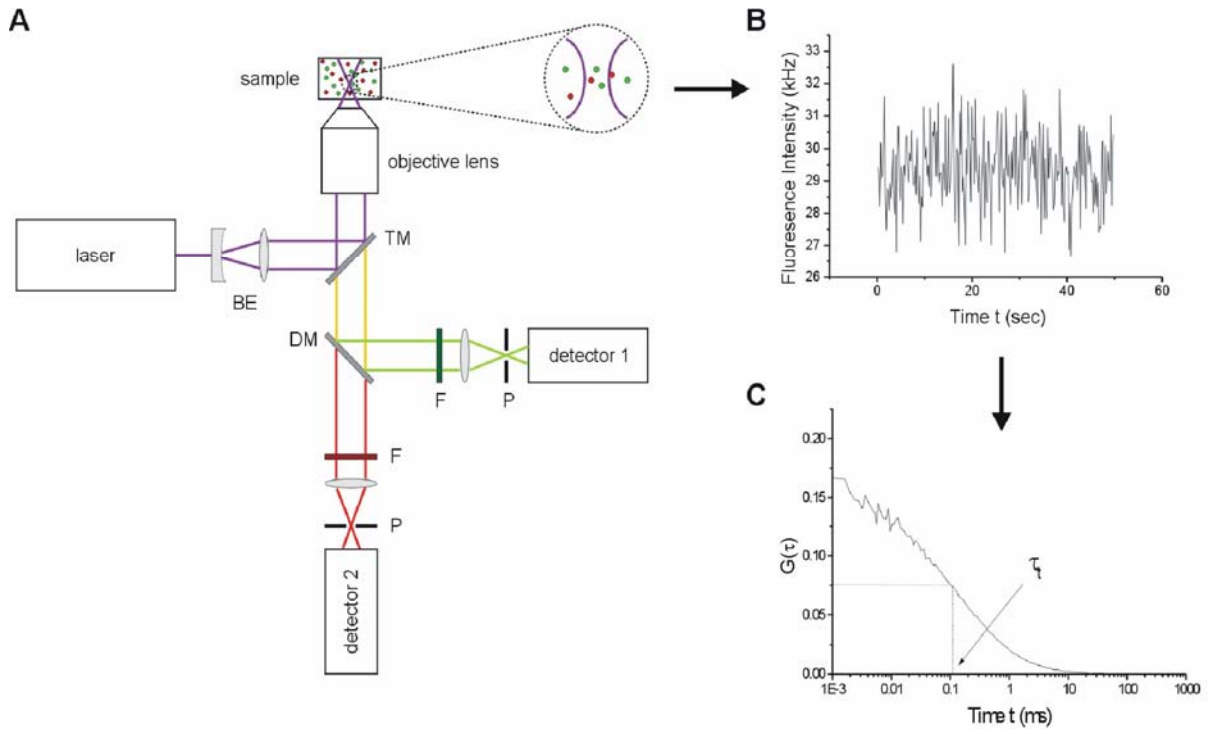 A
sample
objective lens
laser
BE
TM
DM
F
P
detector 1
F
P
detector 2
B
Fluoresence Intensity (kHz)
33
32
31
30
29
28
27
26
0
20
40
60
Time t (sec)
C
G(τ)
0.20
0.15
0.10
0.05
0.00
τt
1E-3
0.01
0.1
1
10
100
1000
Time t (ms)